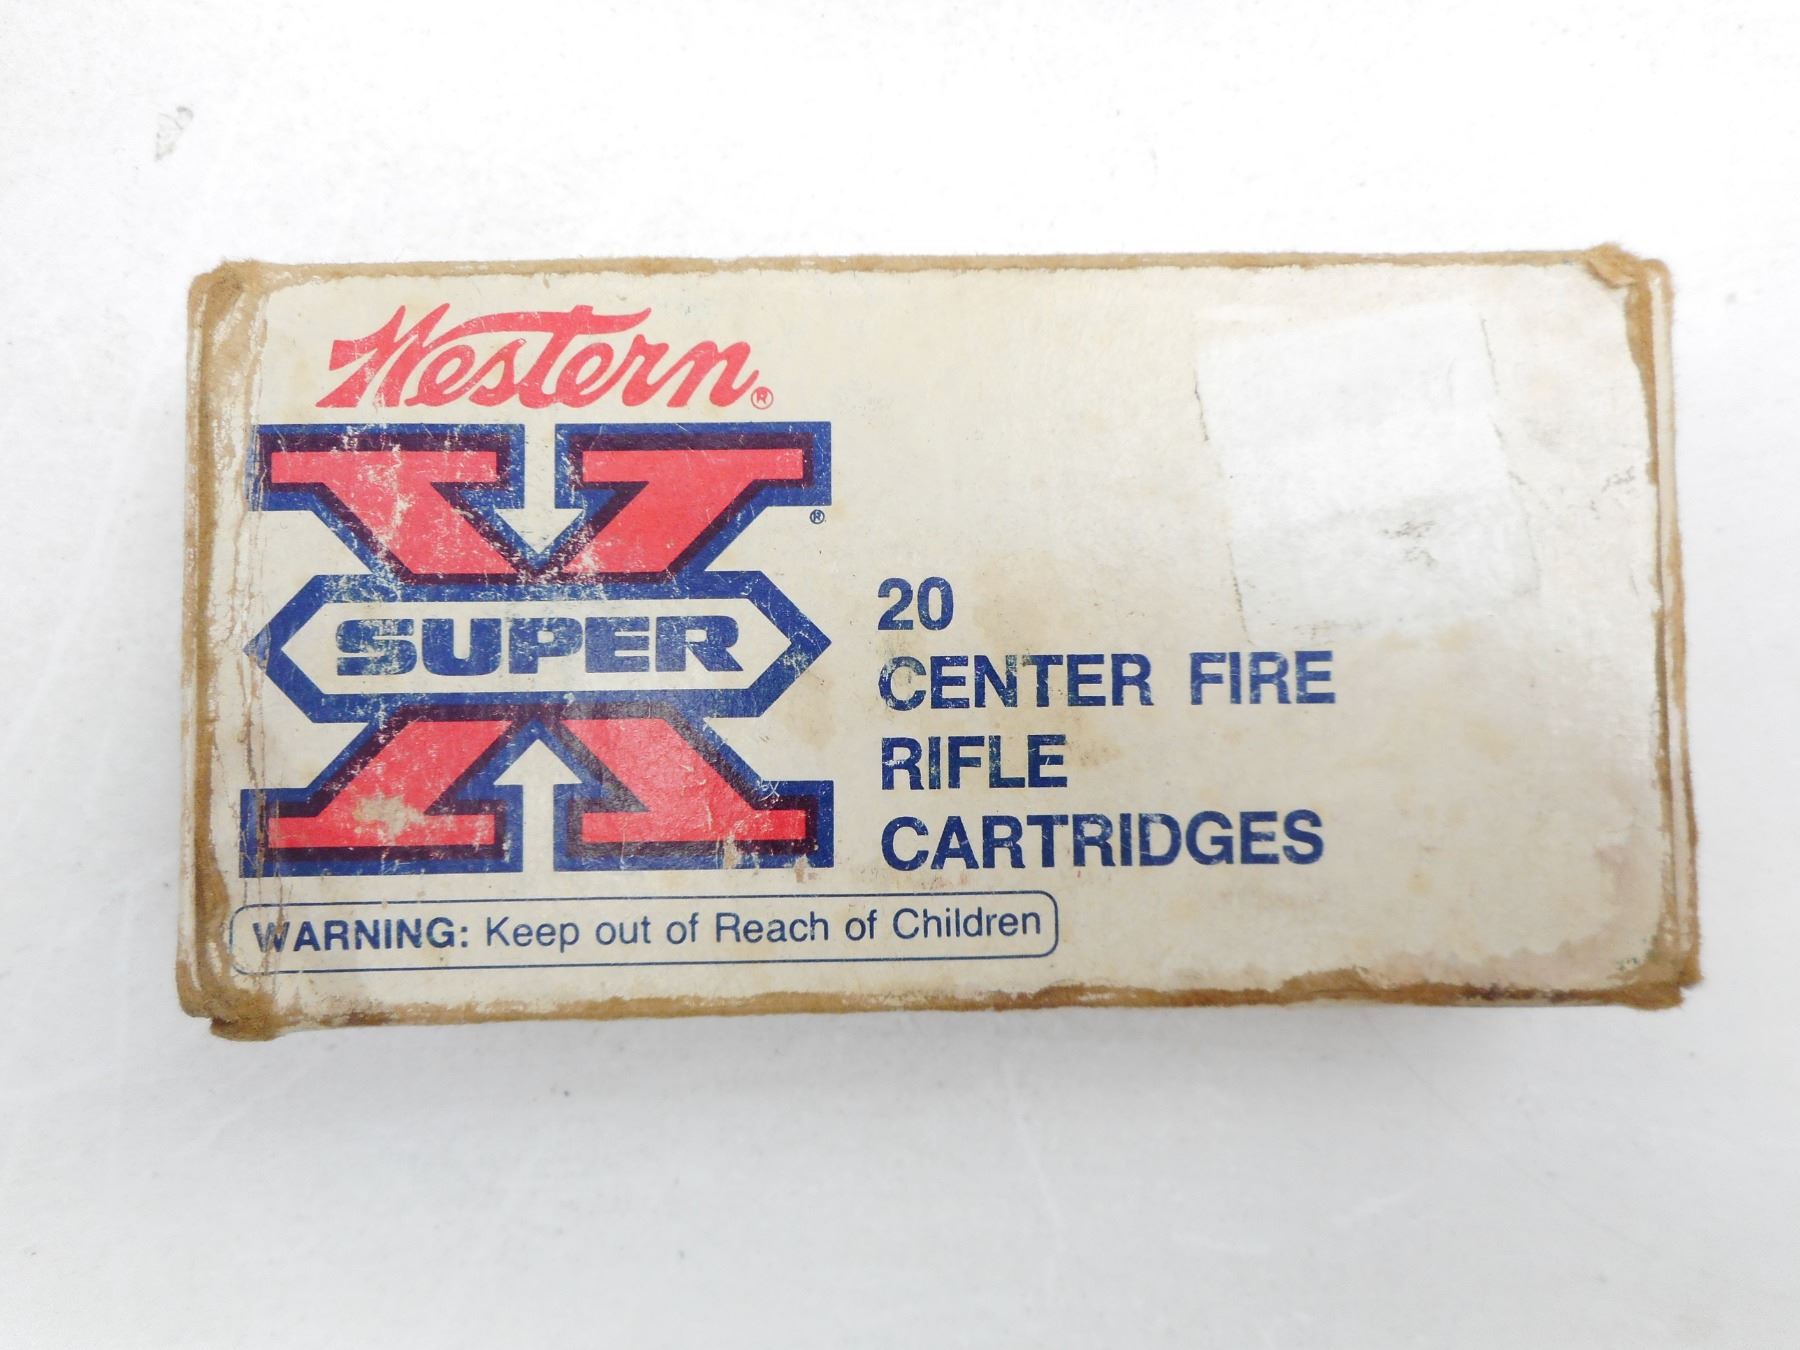 Western®
SUPER X ®
20
CENTER FIRE
RIFLE
CARTRIDGES
WARNING: Keep out of Reach of Children